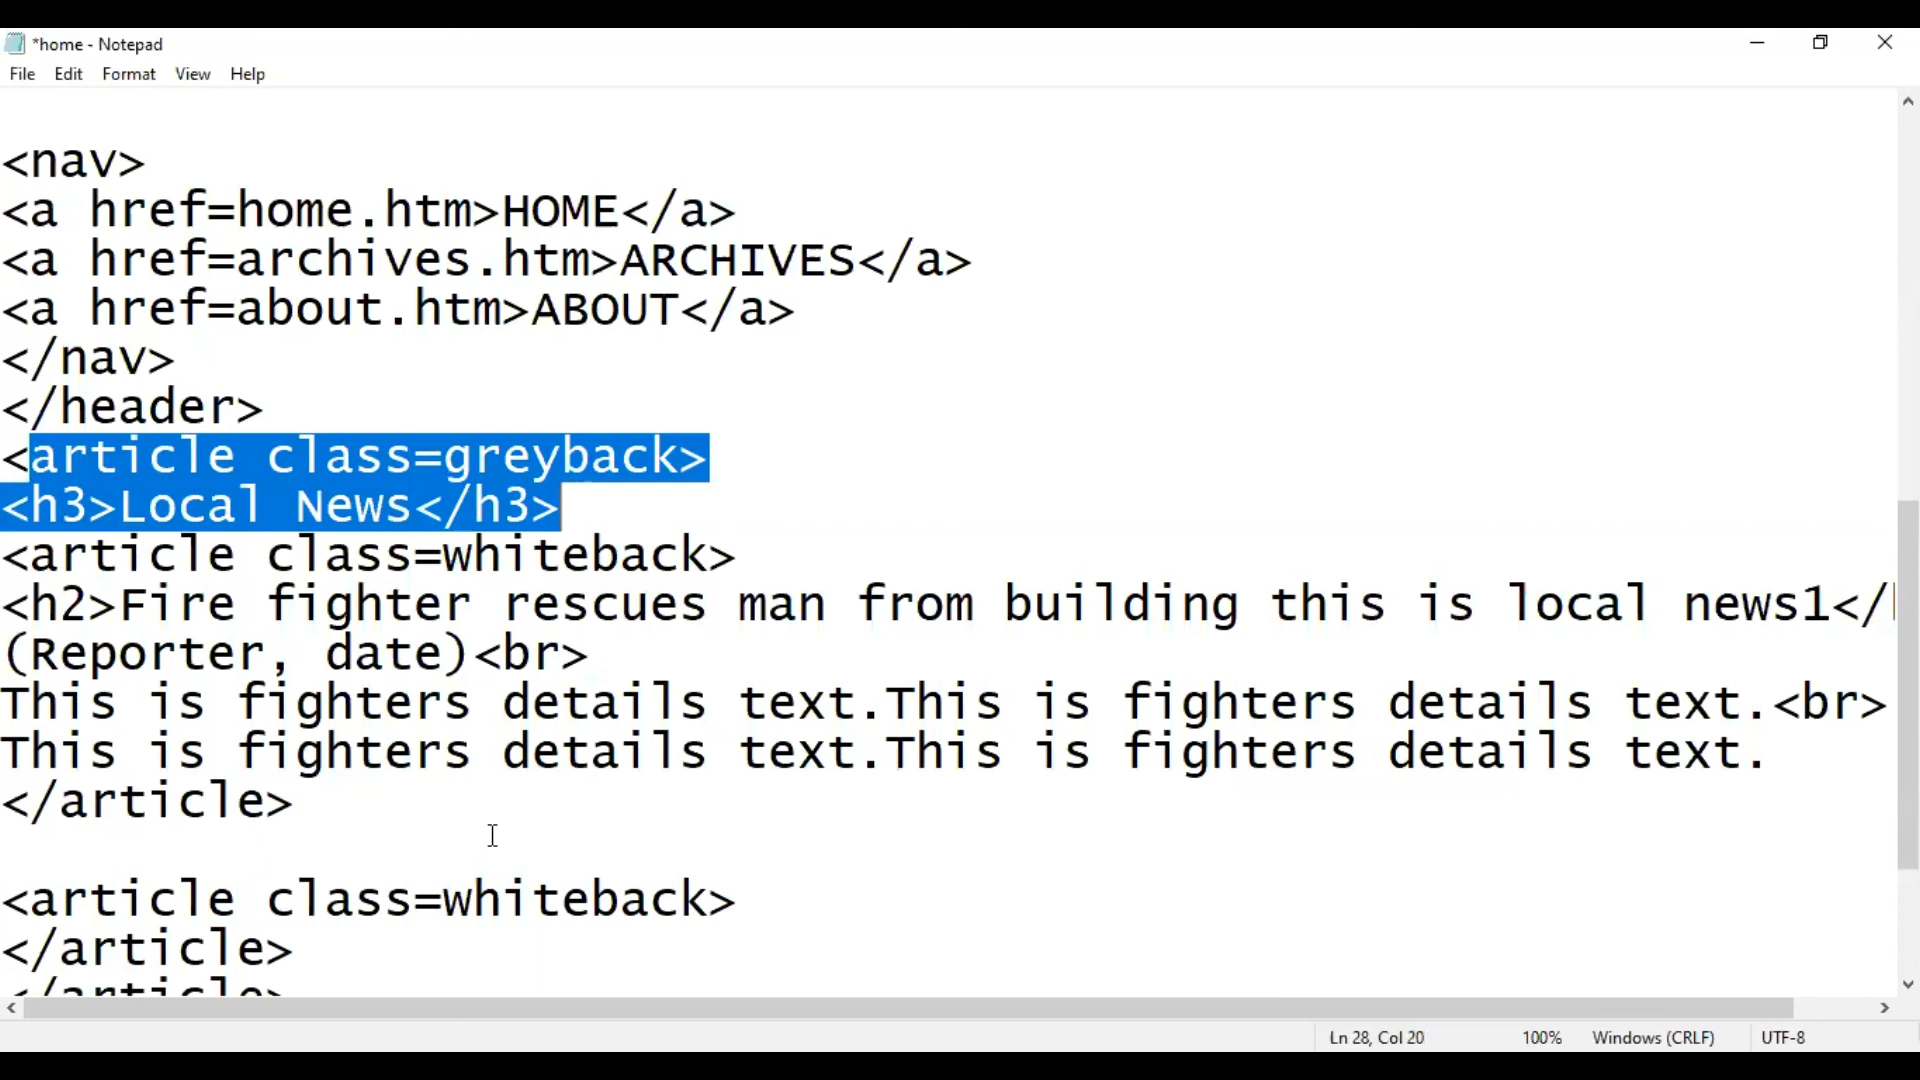 *home - Notepad
File Edit Format View Help
<nav>
<a href=home.htm>HOME</a>
<a href=archives.htm>ARCHIVES</a>
<a href=about.htm>ABOUT</a>
</nav>
</header>
<article class=greyback>
<h3>Local News</h3>
<article class=whiteback>
<h2>Fire fighter rescues man from building this is local news1</
(Reporter, date)<br>
This is fighters details text.This is fighters details text.<br>
This is fighters details text.This is fighters details text.
</article>
<article class=whiteback>
</article>
</article>
Ln 28, Col 20 100% Windows (CRLF) UTF-8